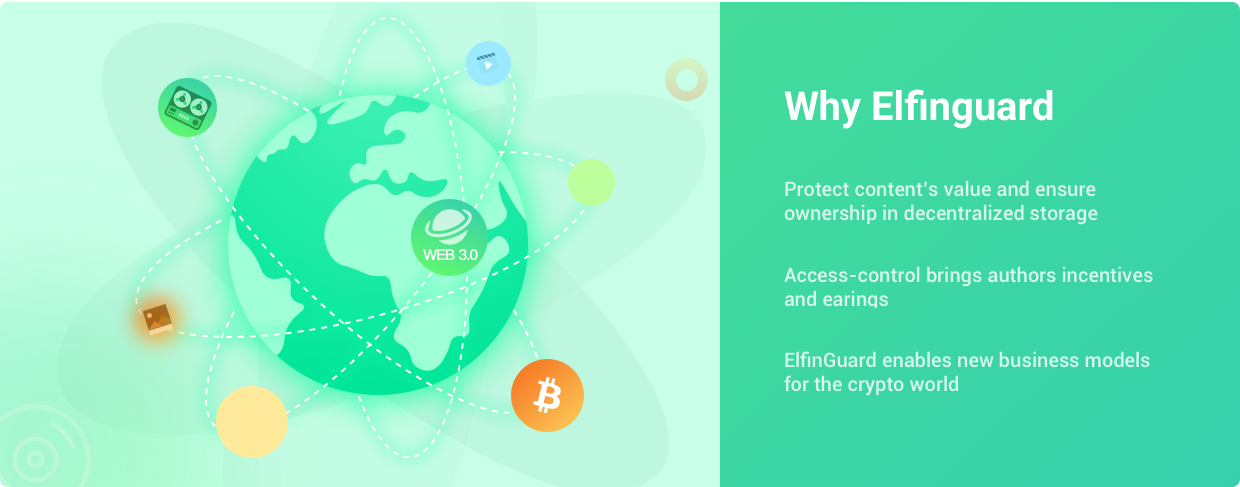 WEB 3.0
Why Elfinguard
Protect content's value and ensure
ownership in decentralized storage
Access-control brings authors incentives
and earings
ElfinGuard enables new business models
for the crypto world